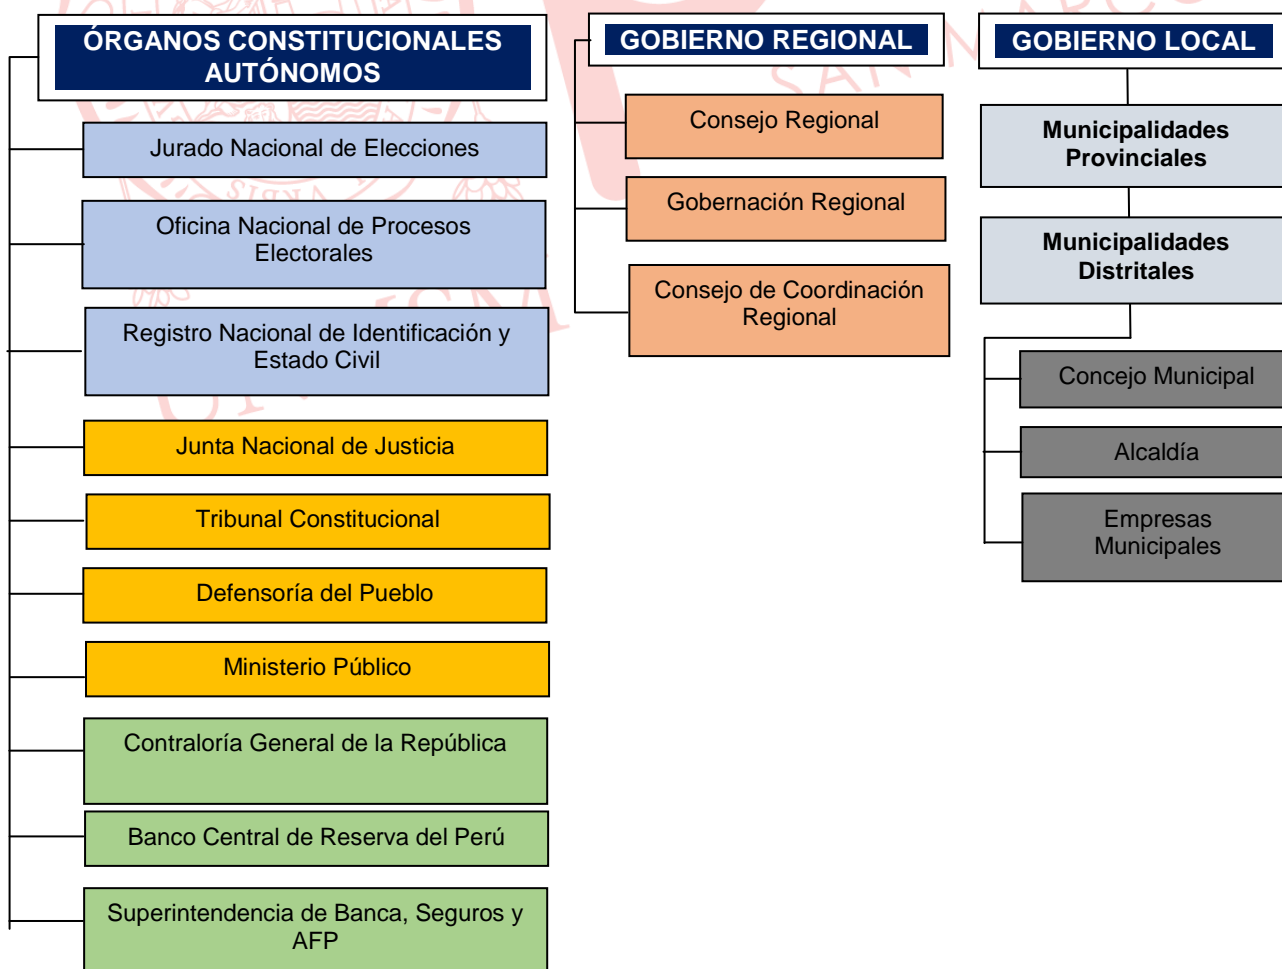 ÓRGANOS CONSTITUCIONALES
AUTÓNOMOS
Jurado Nacional de Elecciones
Oficina Nacional de Procesos
Electorales
Registro Nacional de Identificación y
Estado Civil
Junta Nacional de Justicia
Tribunal Constitucional
Defensoría del Pueblo
Ministerio Público
Contraloría General de la República
Banco Central de Reserva del Perú
Superintendencia de Banca, Seguros y
AFP
GOBIERNO REGIONAL
Consejo Regional
Gobernación Regional
Consejo de Coordinación
Regional
GOBIERNO LOCAL
Municipalidades
Provinciales
Municipalidades
Distritales
Concejo Municipal
Alcaldía
Empresas
Municipales